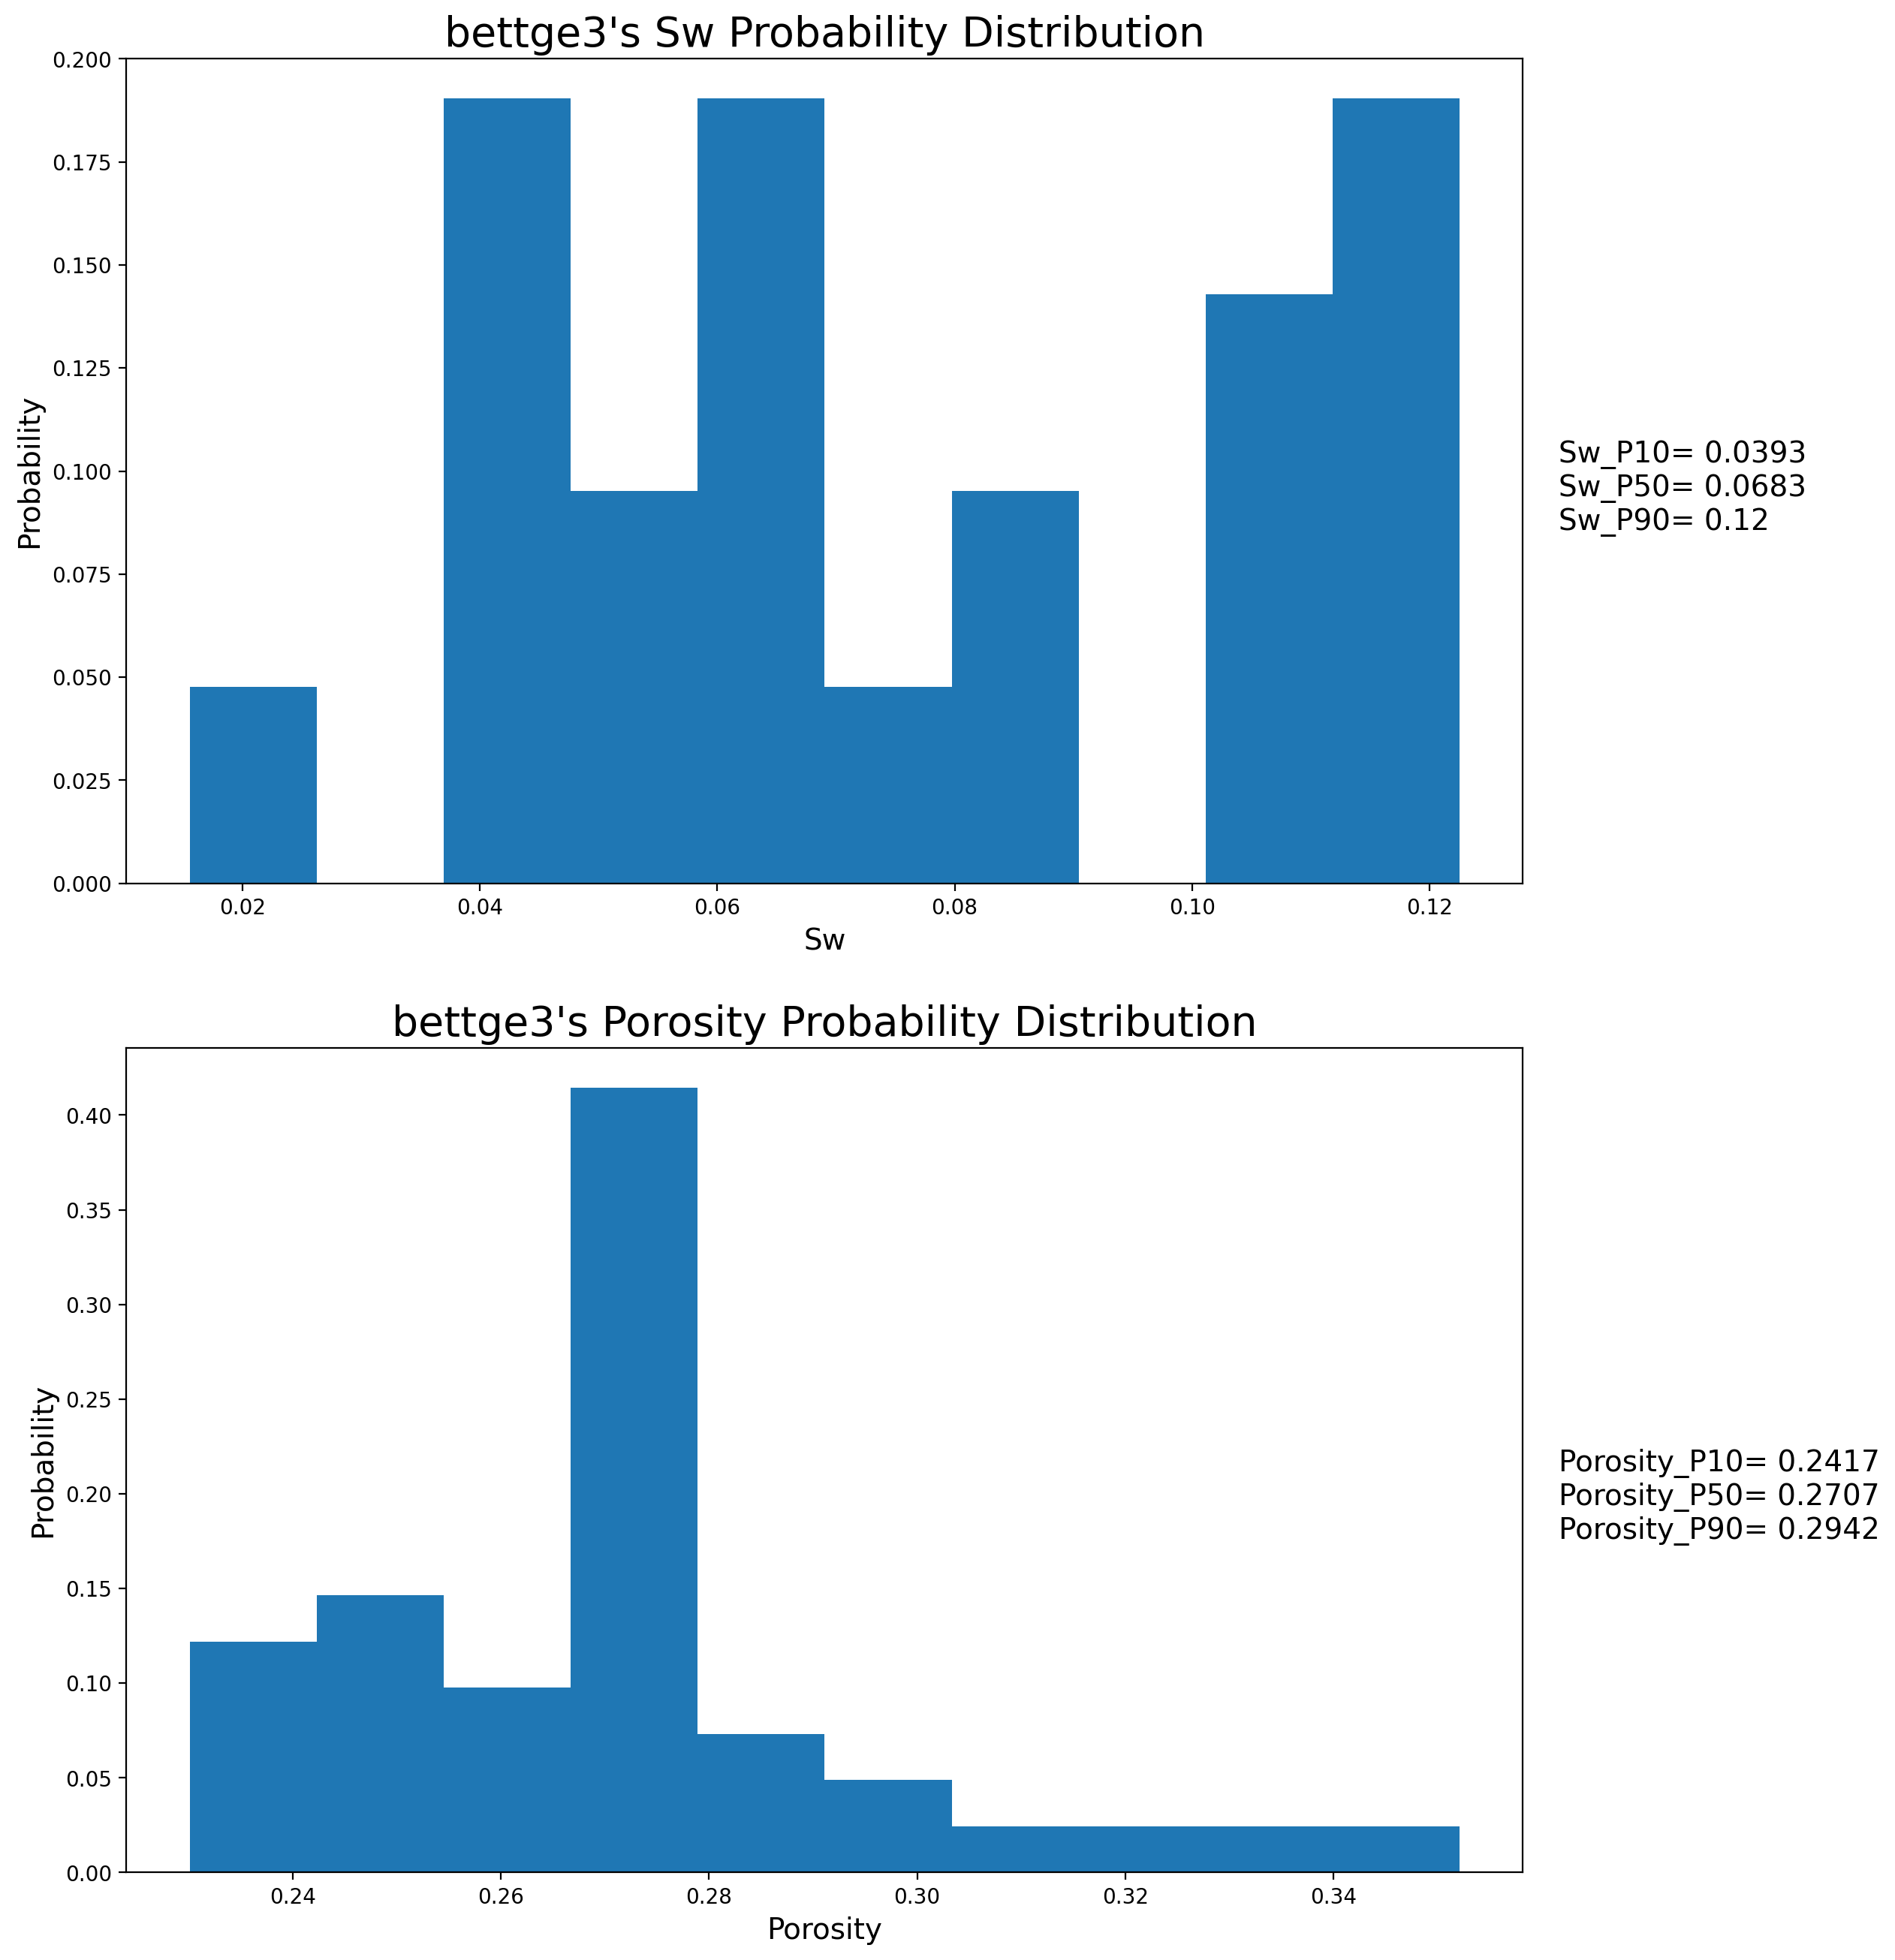 bettge3's Sw Probability Distribution
0.200
0.175
0.150
0.125
0.100
0.075
0.050
0.025
0.000
Probability
0.02 0.04 0.06 0.08 0.10 0.12
Sw
Sw_P10= 0.0393
Sw_P50= 0.0683
Sw_P90= 0.12
bettge3's Porosity Probability Distribution
0.40
0.35
0.30
0.25
0.20
0.15
0.10
0.05
0.00
Probability
0.24 0.26 0.28 0.30 0.32 0.34
Porosity
Porosity_P10= 0.2417
Porosity_P50= 0.2707
Porosity_P90= 0.2942